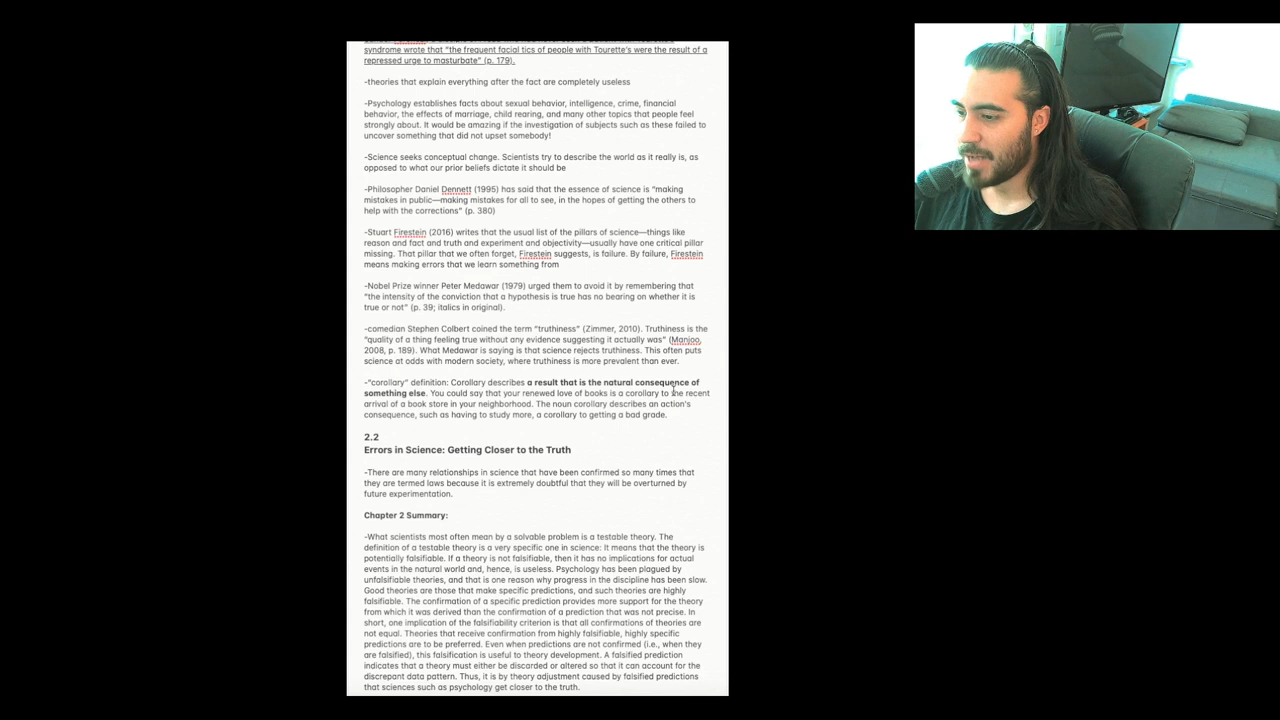 syndrome wrote that “the frequent facial tics of people with Tourette’s were the result of a
repressed urge to masturbate” (p. 179).
-theories that explain everything after the fact are completely useless
-Psychology establishes facts about sexual behavior, intelligence, crime, financial
behavior, the effects of marriage, child rearing, and many other topics that people feel
strongly about. It would be amazing if the investigation of subjects such as these failed to
uncover something that did not upset somebody!
-Science seeks conceptual change. Scientists try to describe the world as it really is, as
opposed to what our prior beliefs dictate it should be
-Philosopher Daniel Dennett (1995) has said that the essence of science is “making
mistakes in public—making mistakes for all to see, in the hopes of getting the others to
help with the corrections” (p. 380)
-Stuart Firestein (2016) writes that the usual list of the pillars of science—things like
reason and fact and truth and experiment and objectivity—usually have one critical pillar
missing. That pillar that we often forget, Firestein suggests, is failure. By failure, Firestein
means making errors that we learn something from
-Nobel Prize winner Peter Medawar (1979) urged them to avoid it by remembering that
“the intensity of the conviction that a hypothesis is true has no bearing on whether it is
true or not” (p. 39; italics in original).
-comedian Stephen Colbert coined the term “truthiness” (Zimmer, 2010). Truthiness is the
“quality of a thing feeling true without any evidence suggesting it actually was” (Manjoo,
2008, p. 189). What Medawar is saying is that science rejects truthiness. This often puts
science at odds with modern society, where truthiness is more prevalent than ever.
-“corollary” definition: Corollary describes a result that is the natural consequence of
something else. You could say that your renewed love of books is a corollary to the recent
arrival of a book store in your neighborhood. The noun corollary describes an action's
consequence, such as having to study more, a corollary to getting a bad grade.
2.2
Errors in Science: Getting Closer to the Truth
-There are many relationships in science that have been confirmed so many times that
they are termed laws because it is extremely doubtful that they will be overturned by
future experimentation.
Chapter 2 Summary:
-What scientists most often mean by a solvable problem is a testable theory. The
definition of a testable theory is a very specific one in science: It means that the theory is
potentially falsifiable. If a theory is not falsifiable, then it has no implications for actual
events in the natural world and, hence, is useless. Psychology has been plagued by
unfalsifiable theories, and that is one reason why progress in the discipline has been slow.
Good theories are those that make specific predictions, and such theories are highly
falsifiable. The confirmation of a specific prediction provides more support for the theory
from which it was derived than the confirmation of a prediction that was not precise. In
short, one implication of the falsifiability criterion is that all confirmations of theories are
not equal. Theories that receive confirmation from highly falsifiable, highly specific
predictions are to be preferred. Even when predictions are not confirmed (i.e., when they
are falsified), this falsification is useful to theory development. A falsified prediction
indicates that a theory must either be discarded or altered so that it can account for the
discrepant data pattern. Thus, it is by theory adjustment caused by falsified predictions
that sciences such as psychology get closer to the truth.